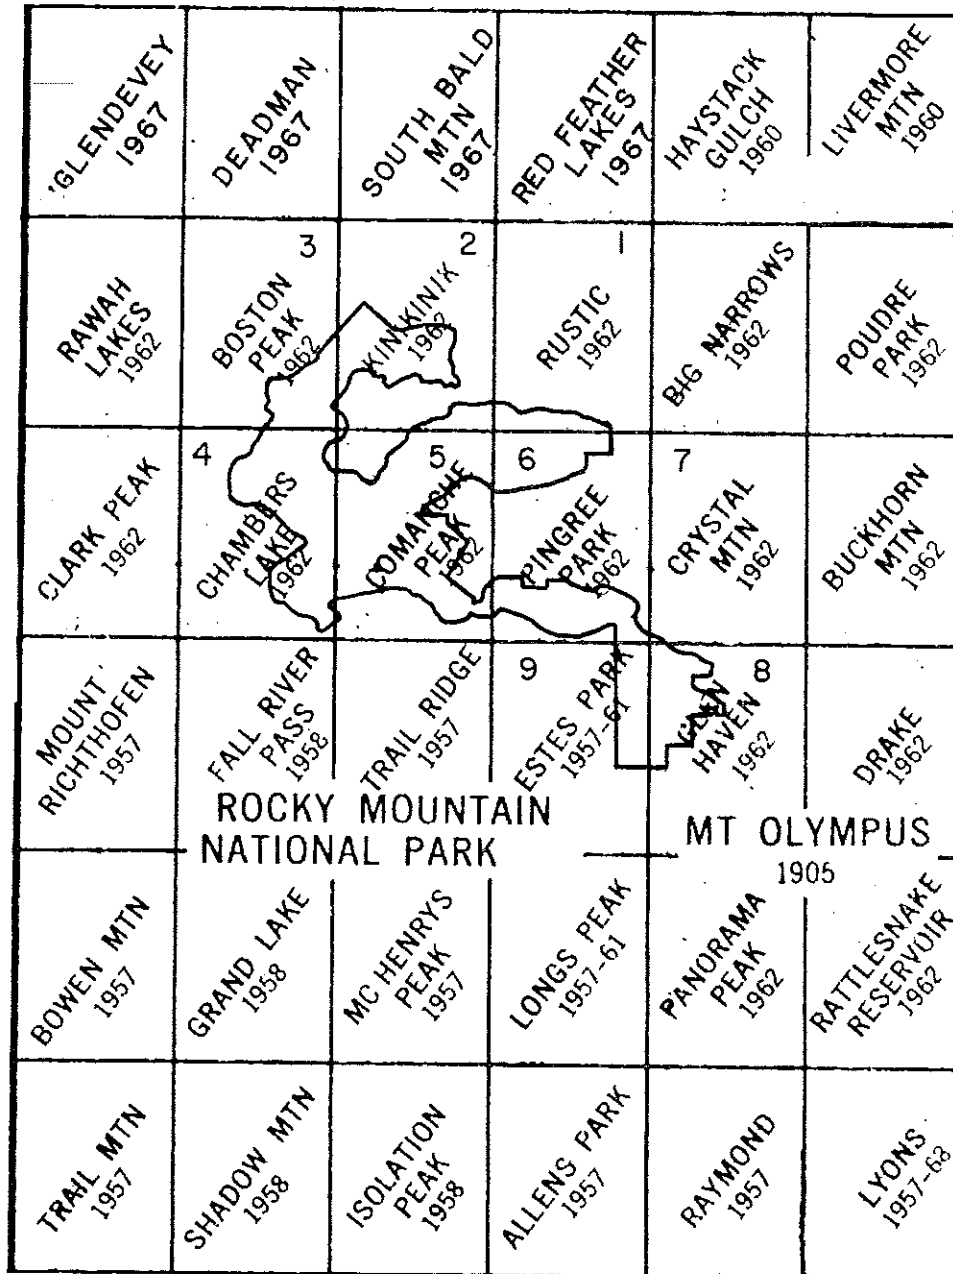 'GLENDEVEY
1967
DEADMAN
1967
SOUTH BALD
MTN
1967
RED FEATHER
LAKES
1967
HAYSTACK
GULCH
1960
LIVERMORE
MTN
1960
RAWAH
LAKES
1962
3
BOSTON
PEAK
1962
2
KINIKINIK
1962
1
RUSTIC
1962
BIG NARROWS
1962
POUDRE
PARK
1962
CLARK PEAK
1962
4
CHAMBERS
LAKE
1962
5
COMANCHE
PEAK
1962
6
PINGREE
PARK
1962
7
CRYSTAL
MTN
1962
BUCKHORN
MTN
1962
MOUNT
RICHTHOFEN
1957
FALL RIVER
PASS
1958
TRAIL RIDGE
1957
9
ESTES PARK
1957-61
8
GLEN
HAVEN
1962
DRAKE
1962
ROCKY MOUNTAIN
NATIONAL PARK
MT OLYMPUS
1905
BOWEN MTN
1957
GRAND LAKE
1958
MC HENRYS
PEAK
1957
LONGS PEAK
1957-61
PANORAMA
PEAK
1962
RATTLESNAKE
RESERVOIR
1962
TRAIL MTN
1957
SHADOW MTN
1958
ISOLATION
PEAK
1958
ALLENS PARK
1957
RAYMOND
1957
LYONS
1957-68